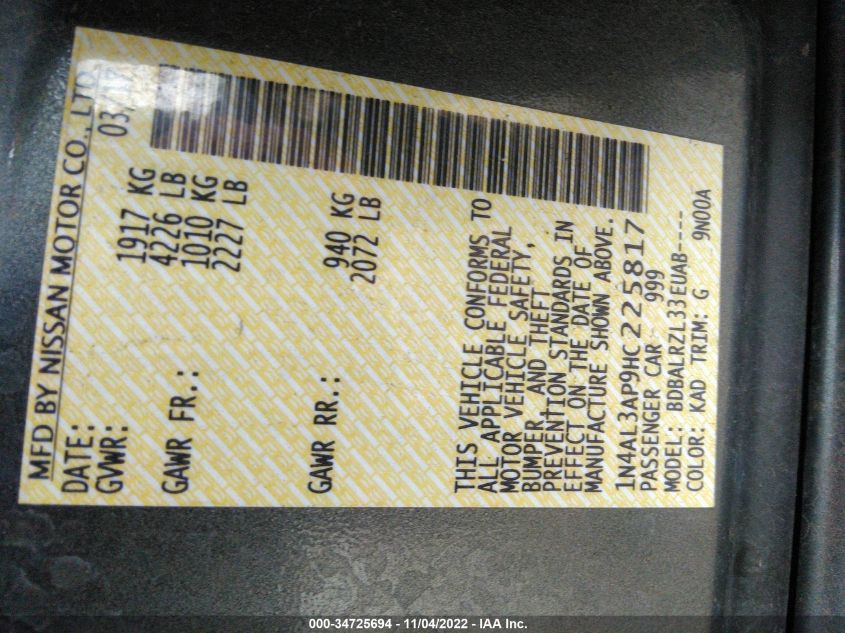 MFD BY NISSAN MOTOR CO., LTD.
DATE: 03/17
GVWR: 1917 KG
4226 LB
GAWR FR.: 1010 KG
2227 LB
GAWR RR.: 940 KG
2072 LB
THIS VEHICLE CONFORMS TO
ALL APPLICABLE FEDERAL
MOTOR VEHICLE SAFETY,
BUMPER, AND THEFT
PREVENTION STANDARDS IN
EFFECT ON THE DATE OF
MANUFACTURE SHOWN ABOVE.
1N4AL3AP9HC225817
PASSENGER CAR 999
MODEL: BDBALRZL33EUAB----
COLOR: KAD TRIM: G 9N00A
000-34725694 - 11/04/2022 - IAA Inc.